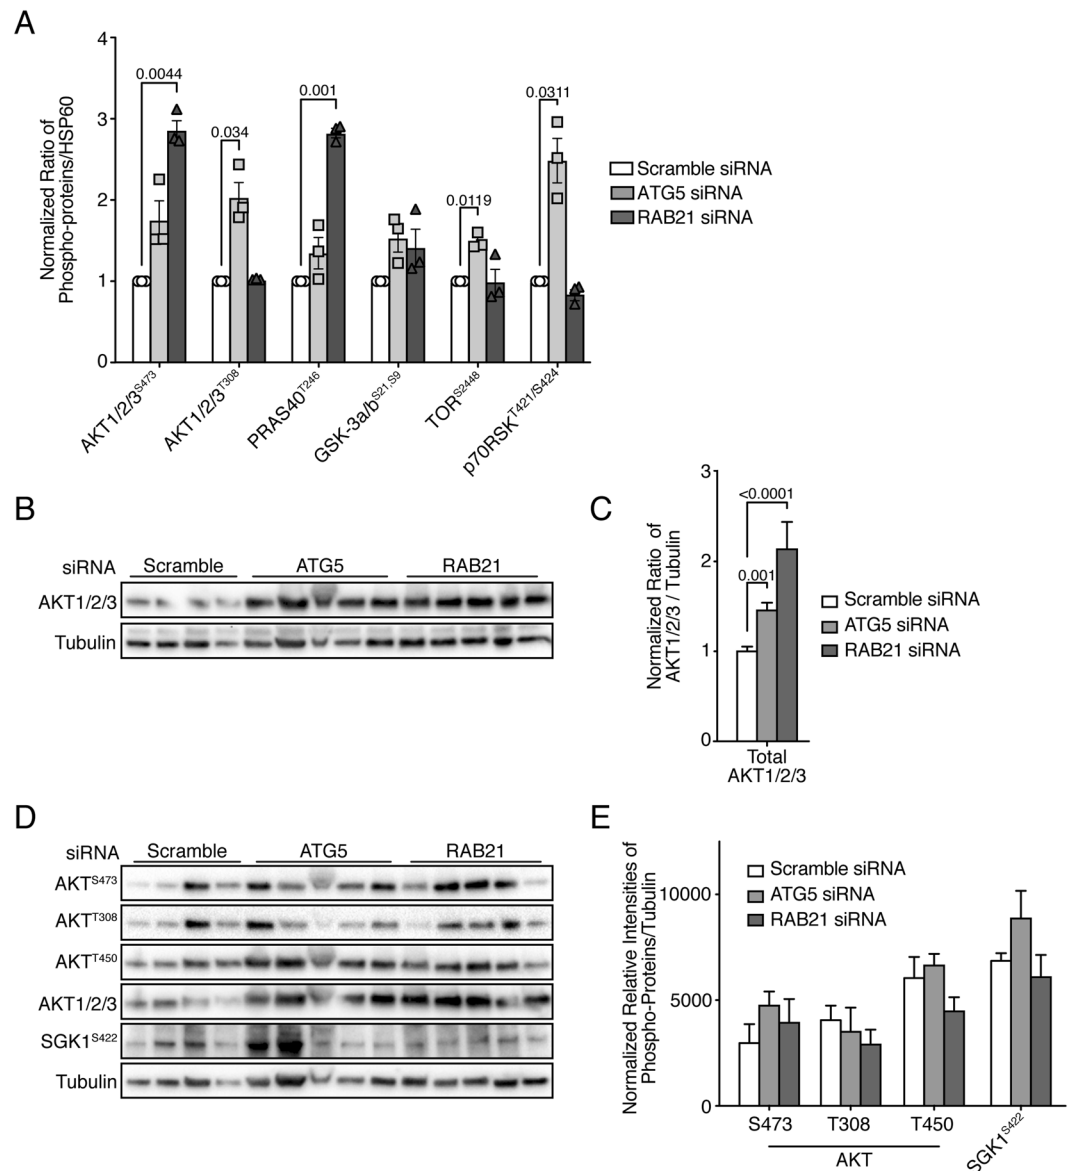 A
4
3
2
1
0
Normalized Ratio of
Phospho-proteins/HSP60
0.0044
0.034
0.001
0.0119
0.0311
Scramble siRNA
ATG5 siRNA
RAB21 siRNA
AKT1/2/3S473
AKT1/2/3T308
PRAS40T246
GSK-3a/bS21,S9
TORS2448
p70RSKT421/S424
B
siRNA Scramble ATG5 RAB21
AKT1/2/3
Tubulin
C
3
2
1
0
Normalized Ratio of
AKT1/2/3 / Tubulin
<0.0001
0.001
Scramble siRNA
ATG5 siRNA
RAB21 siRNA
Total
AKT1/2/3
D
siRNA Scramble ATG5 RAB21
AKTS473
AKTT308
AKTT450
AKT1/2/3
SGK1S422
Tubulin
E
Normalized Relative Intensities of
Phospho-Proteins/Tubulin
10000
5000
0
Scramble siRNA
ATG5 siRNA
RAB21 siRNA
S473 T308 T450 SGK1S422
AKT